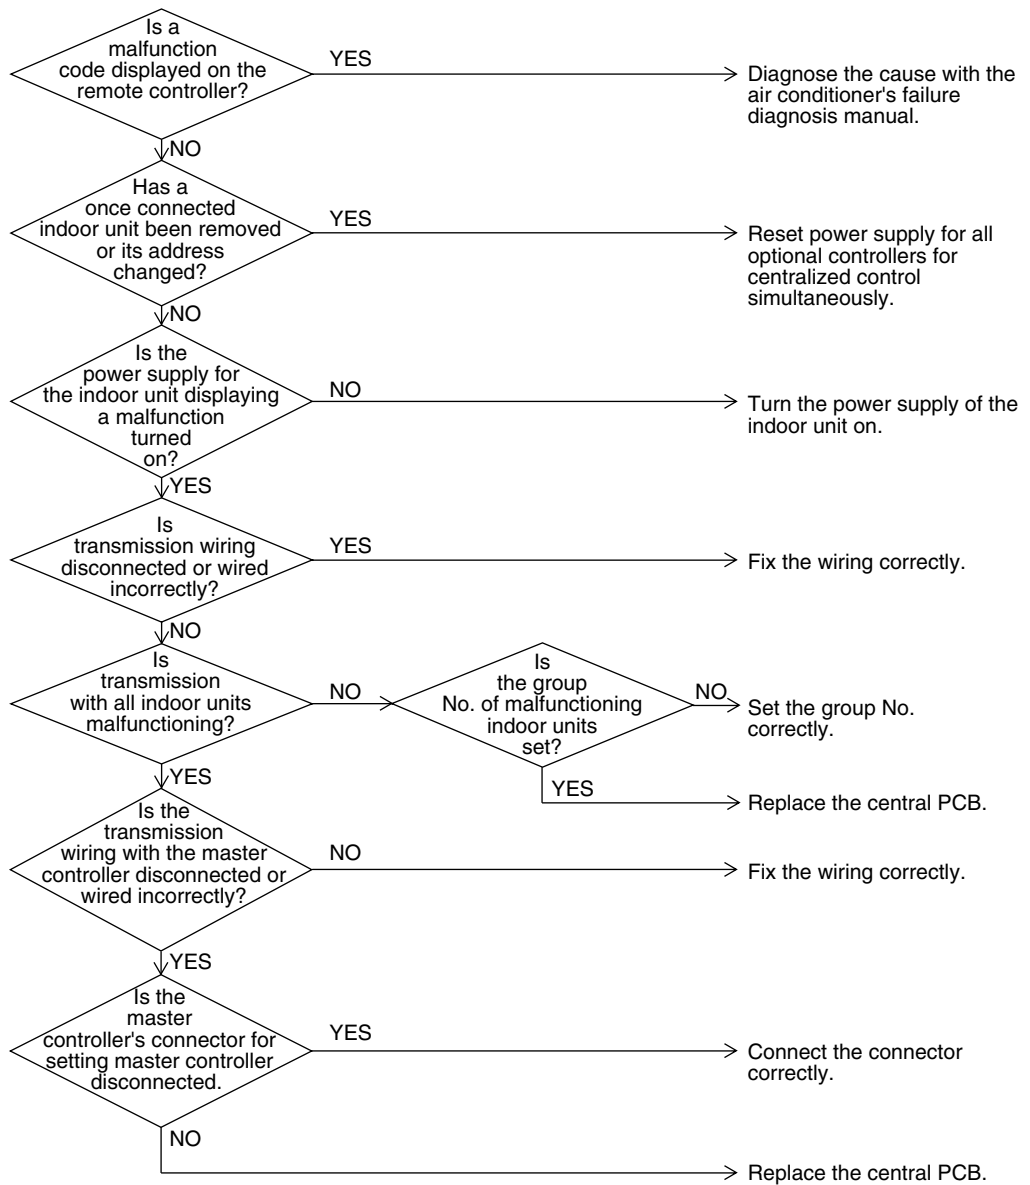 Is a
malfunction
code displayed on the
remote controller?
YES
Diagnose the cause with the
air conditioner's failure
diagnosis manual.
NO
Has a
once connected
indoor unit been removed
or its address
changed?
YES
Reset power supply for all
optional controllers for
centralized control
simultaneously.
NO
Is the
power supply for
the indoor unit displaying
a malfunction
turned
on?
NO
Turn the power supply of the
indoor unit on.
YES
Is
transmission wiring
disconnected or wired
incorrectly?
YES
Fix the wiring correctly.
NO
Is
transmission
with all indoor units
malfunctioning?
NO
Is
the group
No. of malfunctioning
indoor units
set?
NO
Set the group No.
correctly.
YES
Replace the central PCB.
YES
Is the
transmission
wiring with the master
controller disconnected or
wired incorrectly?
NO
Fix the wiring correctly.
YES
Is the
master
controller's connector for
setting master controller
disconnected.
YES
Connect the connector
correctly.
NO
Replace the central PCB.